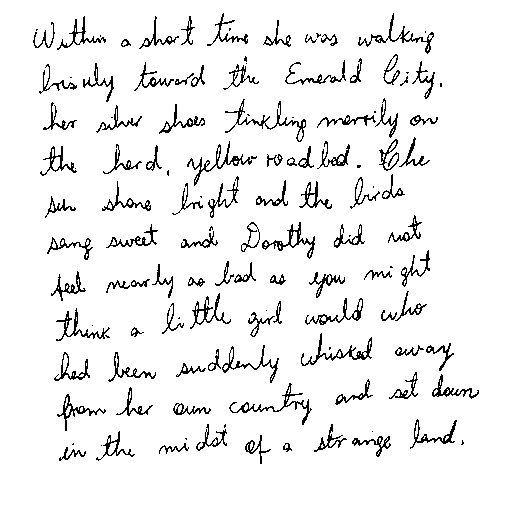 Within a short time she was walking
briskly toward the Emerald City,
her silver shoes tinkling merrily on
the hard, yellow roadbed. The
sun shone bright and the birds
sang sweet and Dorothy did not
feel nearly as bad as you might
think a little girl would who
had been suddenly whisked away
from her own country and set down
in the midst of a strange land.